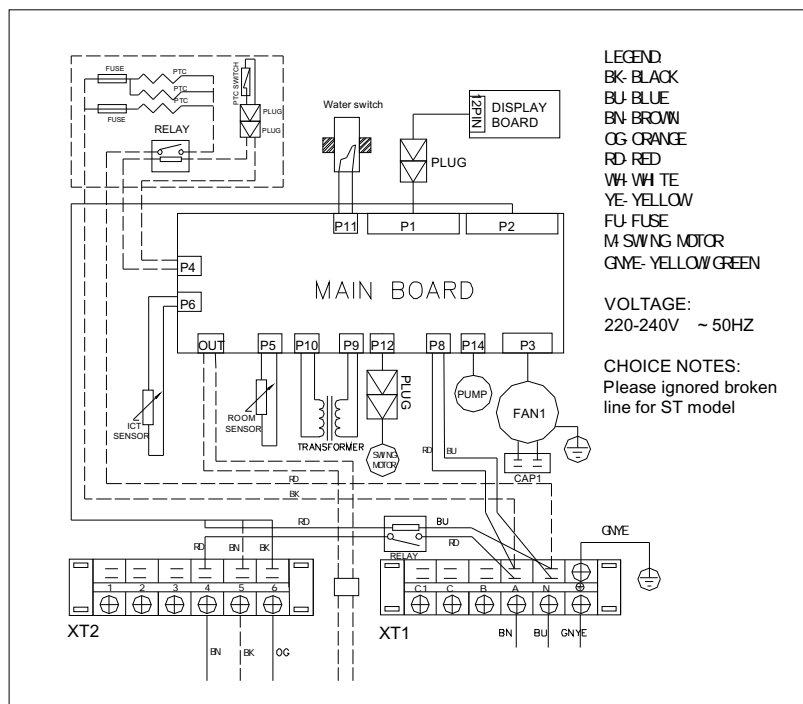 FUSE
PTC
PTC
PTC
FUSE
PTC SWITCH
PLUG
PLUG
RELAY
Water switch
12PIN
DISPLAY
BOARD
PLUG
LEGEND:
BK- BLACK
BU- BLUE
BN- BROWN
OG- ORANGE
RD- RED
WH- WHITE
YE- YELLOW
FU- FUSE
M- SWING MOTOR
GNYE- YELLOW/GREEN
VOLTAGE:
220-240V ~ 50HZ
CHOICE NOTES:
Please ignored broken
line for ST model
P11
P1
P2
P4
P6
MAIN BOARD
OUT
P5
P10
P9
P12
P8
P14
P3
ICT
SENSOR
ROOM
SENSOR
TRANSFORMER
PLUG
SWING
MOTOR
PUMP
FAN1
CAP1
RD
BU
RD
BK
RD
BU
GNYE
RD
BN
BK
RD
RELAY
1
2
3
4
5
6
C1
C
B
A
N
XT2
XT1
BN
BK
OG
BN
BU
GNYE